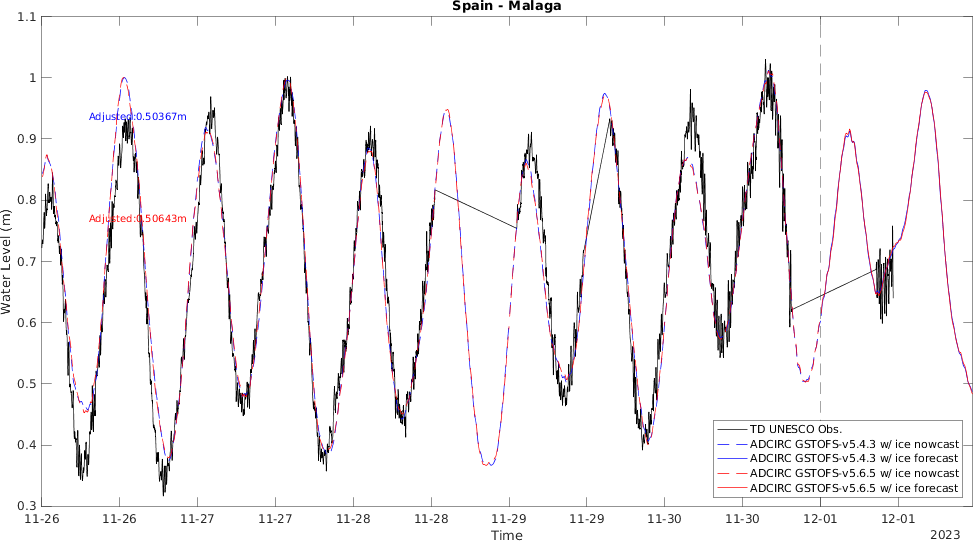 Spain - Malaga
1.1
1
0.9
0.8
0.7
0.6
0.5
0.4
0.3
Water Level (m)
Adjusted:0.50367m
Adjusted:0.50643m
TD UNESCO Obs.
ADCIRC GSTOFS-v5.4.3 w/ ice nowcast
ADCIRC GSTOFS-v5.4.3 w/ ice forecast
ADCIRC GSTOFS-v5.6.5 w/ ice nowcast
ADCIRC GSTOFS-v5.6.5 w/ ice forecast
11-26 11-26 11-27 11-27 11-28 11-28 11-29 11-29 11-30 11-30 12-01 12-01
Time
2023